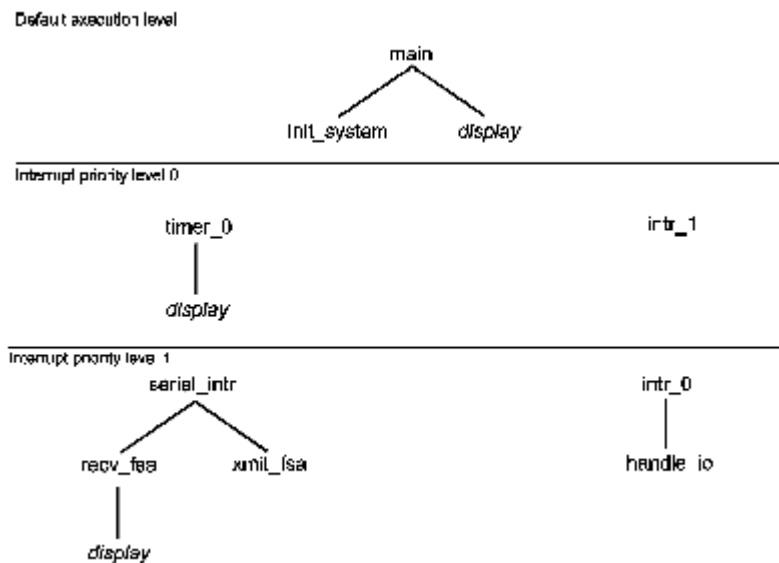 Default execution level
main
init_system display
Interrupt priority level 0
timer_0 intr_1
display
Interrupt priority level 1
serial_intr intr_0
recv_fsa xmit_fsa handle_io
display